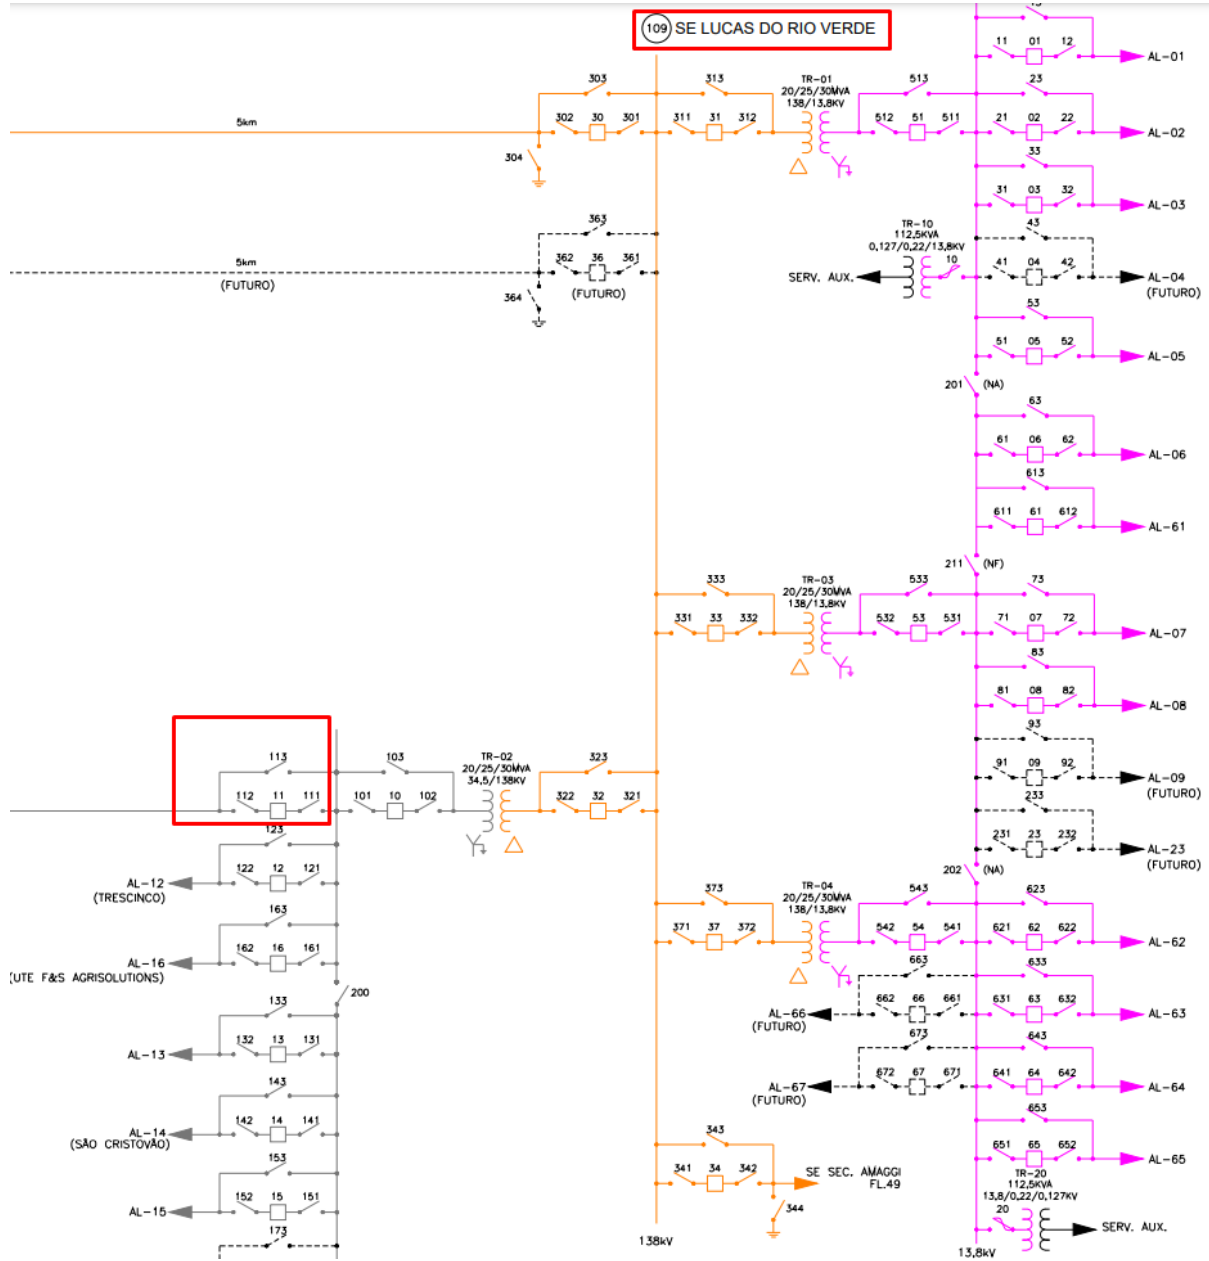 109 SE LUCAS DO RIO VERDE
11 01 12
AL-01
303
313
TR-01
20/25/30MVA
138/13,8KV
513
23
5km
302 30 301
311 31 312
512 51 511
21 02 22
AL-02
304
33
31 03 32
AL-03
363
TR-10
112,5KVA
0,127/0,22/13,8KV
43
5km
(FUTURO)
362 36 361
(FUTURO)
364
SERV. AUX.
10
41 04 42
AL-04
(FUTURO)
53
51 05 52
AL-05
201 (NA)
63
61 06 62
AL-06
613
611 61 612
AL-61
211 (NF)
333
TR-03
20/25/30MVA
138/13,8KV
533
73
331 33 332
532 53 531
71 07 72
AL-07
83
81 08 82
AL-08
93
113
103
TR-02
20/25/30MVA
34,5/138KV
323
91 09 92
AL-09
(FUTURO)
112 11 111
101 10 102
322 32 321
233
123
231 23 232
AL-23
(FUTURO)
122 12 121
AL-12
(TRESCINCO)
202 (NA)
373
TR-04
20/25/30MVA
138/13,8KV
543
623
163
371 37 372
542 54 541
621 62 622
AL-62
162 16 161
AL-16
(UTE F&S AGRISOLUTIONS)
663
633
200
662 66 661
AL-66
(FUTURO)
631 63 632
AL-63
133
132 13 131
AL-13
673
643
672 67 671
AL-67
(FUTURO)
641 64 642
AL-64
143
142 14 141
AL-14
(SÃO CRISTOVÃO)
343
653
153
341 34 342
SE SEC. AMAGGI
FL.49
651 65 652
AL-65
344
152 15 151
AL-15
TR-20
112,5KVA
13,8/0,22/0,127KV
20
SERV. AUX.
173
138kV
13,8kV